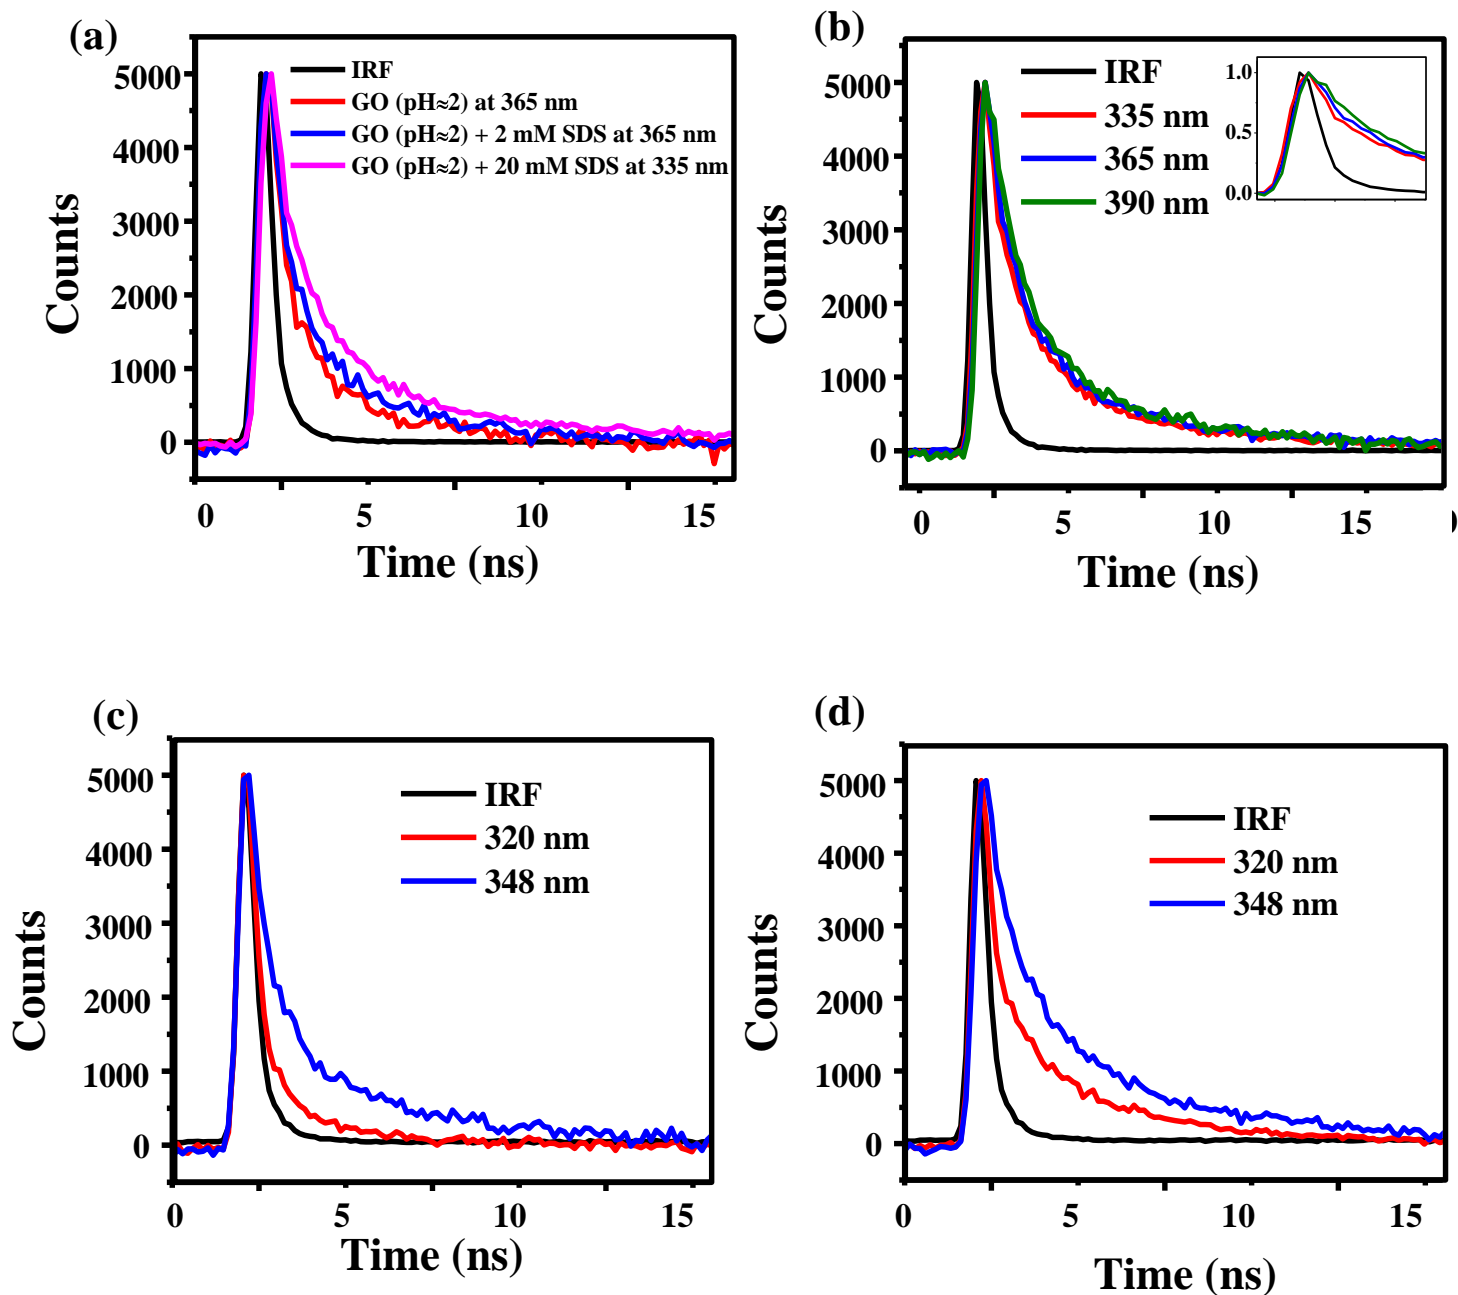 (a)
IRF
GO (pH≈2) at 365 nm
GO (pH≈2) + 2 mM SDS at 365 nm
GO (pH≈2) + 20 mM SDS at 335 nm
5000
4000
3000
2000
1000
0
Counts
0 5 10 15
Time (ns)
(b)
IRF
335 nm
365 nm
390 nm
1.0
0.5
0.0
5000
4000
3000
2000
1000
0
Counts
0 5 10 15
Time (ns)
(c)
IRF
320 nm
348 nm
5000
4000
3000
2000
1000
0
Counts
0 5 10 15
Time (ns)
(d)
IRF
320 nm
348 nm
5000
4000
3000
2000
1000
0
Counts
0 5 10 15
Time (ns)